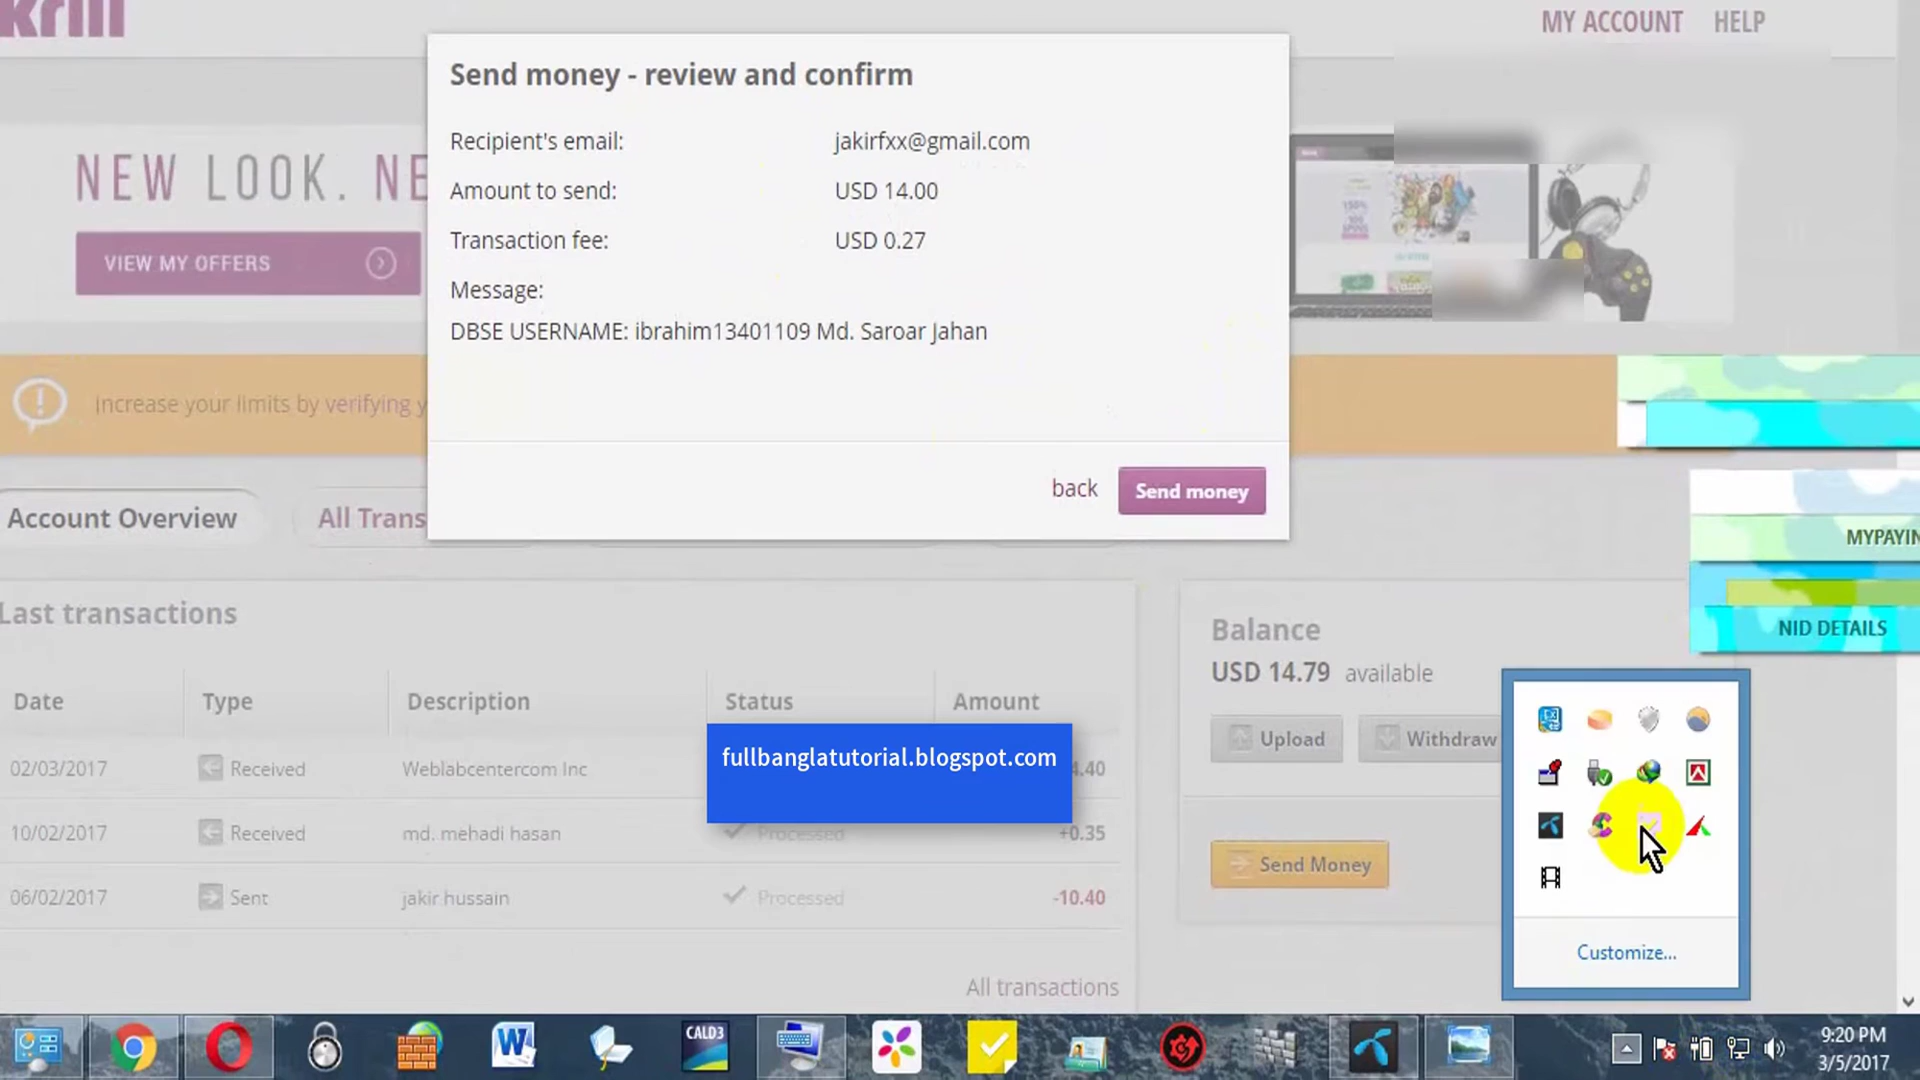 krill
MY ACCOUNT HELP
Send money - review and confirm
Recipient's email: jakirfxx@gmail.com
Amount to send: USD 14.00
Transaction fee: USD 0.27
Message:
DBSE USERNAME: ibrahim13401109 Md. Saroar Jahan
back Send money
NEW LOOK. NE
VIEW MY OFFERS
Increase your limits by verifying y
Account Overview All Trans
MYPAYIN
NID DETAILS
Last transactions
Date Type Description Status Amount
02/03/2017 Received Weblabcentercom Inc 4.40
fullbanglatutorial.blogspot.com
10/02/2017 Received md. mehadi hasan Processed +0.35
06/02/2017 Sent jakir hussain Processed -10.40
All transactions
Balance
USD 14.79 available
Upload Withdraw
Send Money
Customize...
CALD3
9:20 PM
3/5/2017